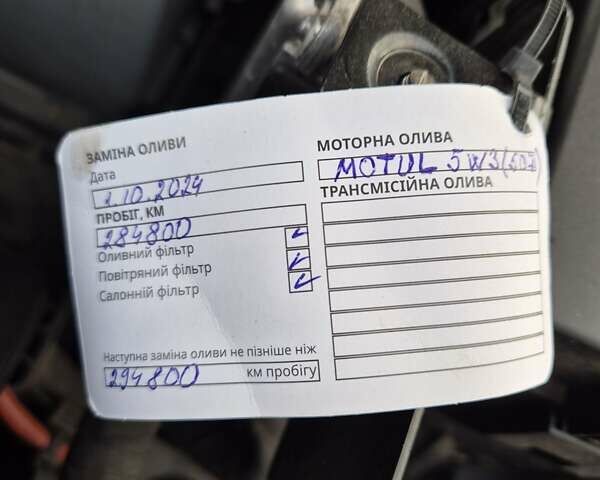 ЗАМІНА ОЛИВИ
Дата
1.10.2024
ПРОБІГ, КМ
284800
Оливний фільтр
Повітряний фільтр
Салонній фільтр
Наступна заміна оливи не пізніше ніж
294800 км пробігу
МОТОРНА ОЛИВА
MOTUL 5W3(507)
ТРАНСМІСІЙНА ОЛИВА